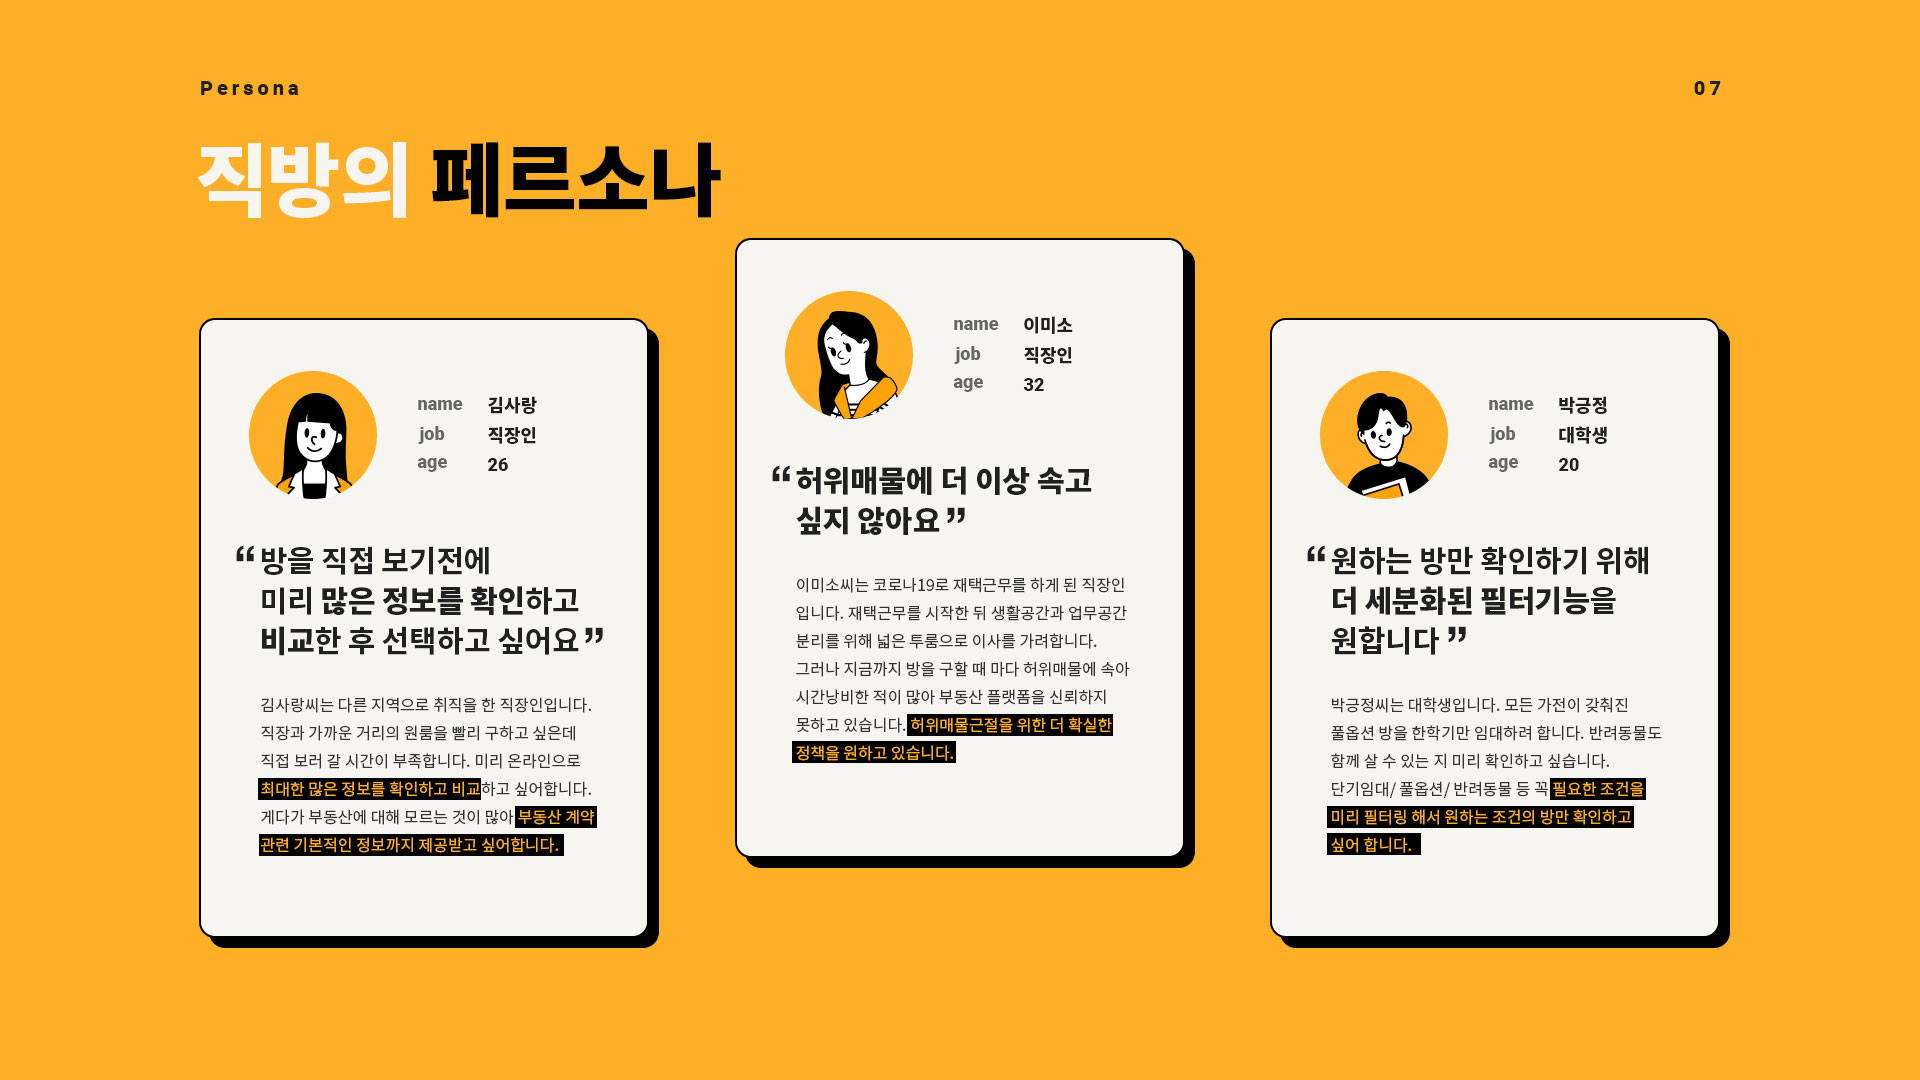 Persona
07
직방의 페르소나
name 김사랑
job 직장인
age 26
“방을 직접 보기전에
미리 많은 정보를 확인하고
비교한 후 선택하고 싶어요”
김사랑씨는 다른 지역으로 취직을 한 직장인입니다.
직장과 가까운 거리의 원룸을 빨리 구하고 싶은데
직접 보러 갈 시간이 부족합니다. 미리 온라인으로
최대한 많은 정보를 확인하고 비교하고 싶어합니다.
게다가 부동산에 대해 모르는 것이 많아 부동산 계약
관련 기본적인 정보까지 제공받고 싶어합니다.
name 이미소
job 직장인
age 32
“허위매물에 더 이상 속고
싶지 않아요”
이미소씨는 코로나19로 재택근무를 하게 된 직장인
입니다. 재택근무를 시작한 뒤 생활공간과 업무공간
분리를 위해 넓은 투룸으로 이사를 가려합니다.
그러나 지금까지 방을 구할 때 마다 허위매물에 속아
시간낭비한 적이 많아 부동산 플랫폼을 신뢰하지
못하고 있습니다. 허위매물근절을 위한 더 확실한
정책을 원하고 있습니다.
name 박긍정
job 대학생
age 20
“원하는 방만 확인하기 위해
더 세분화된 필터기능을
원합니다”
박긍정씨는 대학생입니다. 모든 가전이 갖춰진
풀옵션 방을 한학기만 임대하려 합니다. 반려동물도
함께 살 수 있는 지 미리 확인하고 싶습니다.
단기임대/ 풀옵션/ 반려동물 등 꼭 필요한 조건을
미리 필터링 해서 원하는 조건의 방만 확인하고
싶어 합니다.